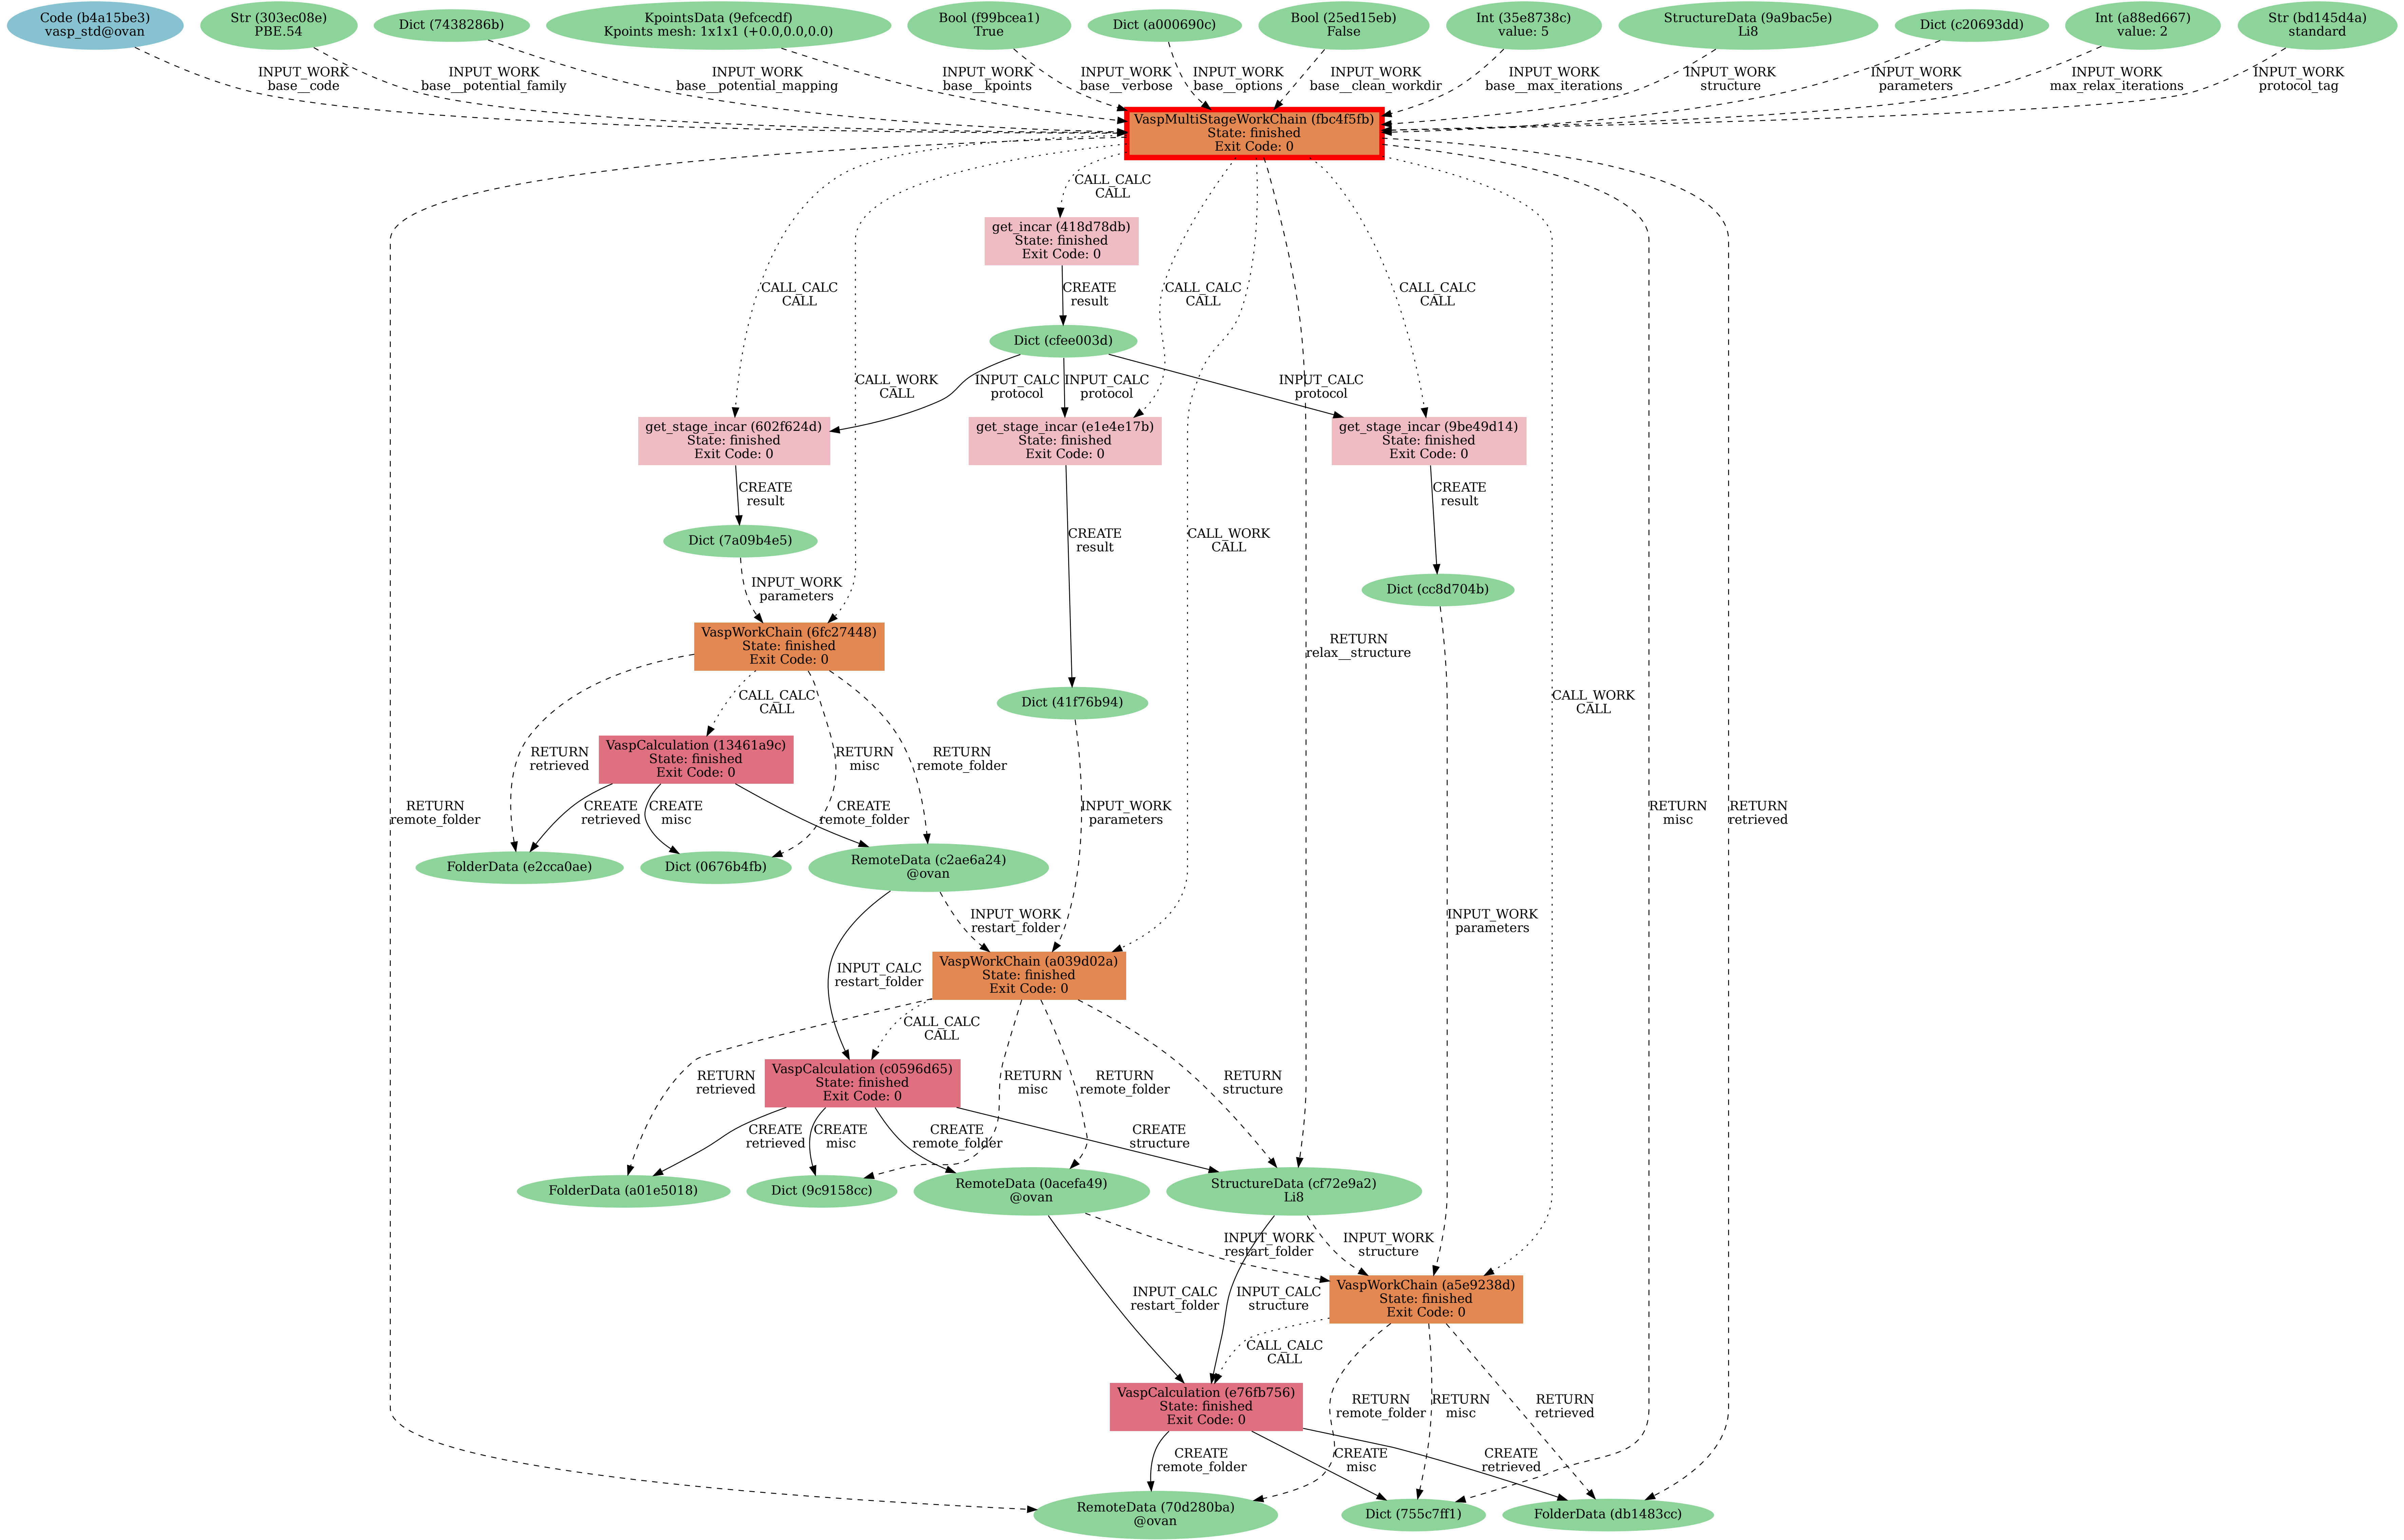 Code (b4a15be3)
vasp_std@ovan
Str (303ec08e)
PBE.54
Dict (7438286b)
KpointsData (9efcecdf)
Kpoints mesh: 1x1x1 (+0.0,0.0,0.0)
Bool (f99bcea1)
True
Dict (a000690c)
Bool (25ed15eb)
False
Int (35e8738c)
value: 5
StructureData (9a9bac5e)
Li8
Dict (c20693dd)
Int (a88ed667)
value: 2
Str (bd145d4a)
standard
INPUT_WORK
base__code
INPUT_WORK
base__potential_family
INPUT_WORK
base__potential_mapping
INPUT_WORK
base__kpoints
INPUT_WORK
base__verbose
INPUT_WORK
base__options
INPUT_WORK
base__clean_workdir
INPUT_WORK
base__max_iterations
INPUT_WORK
structure
INPUT_WORK
parameters
INPUT_WORK
max_relax_iterations
INPUT_WORK
protocol_tag
VaspMultiStageWorkChain (fbc4f5fb)
State: finished
Exit Code: 0
CALL_CALC
CALL
get_incar (418d78db)
State: finished
Exit Code: 0
CALL_CALC
CALL
CREATE
result
CALL_CALC
CALL
CALL_CALC
CALL
Dict (cfee003d)
CALL_WORK
CALL
INPUT_CALC
protocol
INPUT_CALC
protocol
INPUT_CALC
protocol
get_stage_incar (602f624d)
State: finished
Exit Code: 0
get_stage_incar (e1e4e17b)
State: finished
Exit Code: 0
get_stage_incar (9be49d14)
State: finished
Exit Code: 0
CREATE
result
CREATE
result
Dict (7a09b4e5)
CREATE
result
CALL_WORK
CALL
INPUT_WORK
parameters
Dict (cc8d704b)
VaspWorkChain (6fc27448)
State: finished
Exit Code: 0
RETURN
relax__structure
CALL_CALC
CALL
Dict (41f76b94)
CALL_WORK
CALL
RETURN
retrieved
VaspCalculation (13461a9c)
State: finished
Exit Code: 0
RETURN
misc
RETURN
remote_folder
RETURN
remote_folder
CREATE
retrieved
CREATE
misc
CREATE
remote_folder
INPUT_WORK
parameters
RETURN
misc
RETURN
retrieved
FolderData (e2cca0ae)
Dict (0676b4fb)
RemoteData (c2ae6a24)
@ovan
INPUT_WORK
restart_folder
INPUT_WORK
parameters
INPUT_CALC
restart_folder
VaspWorkChain (a039d02a)
State: finished
Exit Code: 0
CALL_CALC
CALL
RETURN
retrieved
VaspCalculation (c0596d65)
State: finished
Exit Code: 0
RETURN
misc
RETURN
remote_folder
RETURN
structure
CREATE
retrieved
CREATE
misc
CREATE
remote_folder
CREATE
structure
FolderData (a01e5018)
Dict (9c9158cc)
RemoteData (0acefa49)
@ovan
StructureData (cf72e9a2)
Li8
INPUT_WORK
restart_folder
INPUT_WORK
structure
INPUT_CALC
restart_folder
INPUT_CALC
structure
VaspWorkChain (a5e9238d)
State: finished
Exit Code: 0
CALL_CALC
CALL
VaspCalculation (e76fb756)
State: finished
Exit Code: 0
RETURN
remote_folder
RETURN
misc
RETURN
retrieved
CREATE
remote_folder
CREATE
misc
CREATE
retrieved
RemoteData (70d280ba)
@ovan
Dict (755c7ff1)
FolderData (db1483cc)